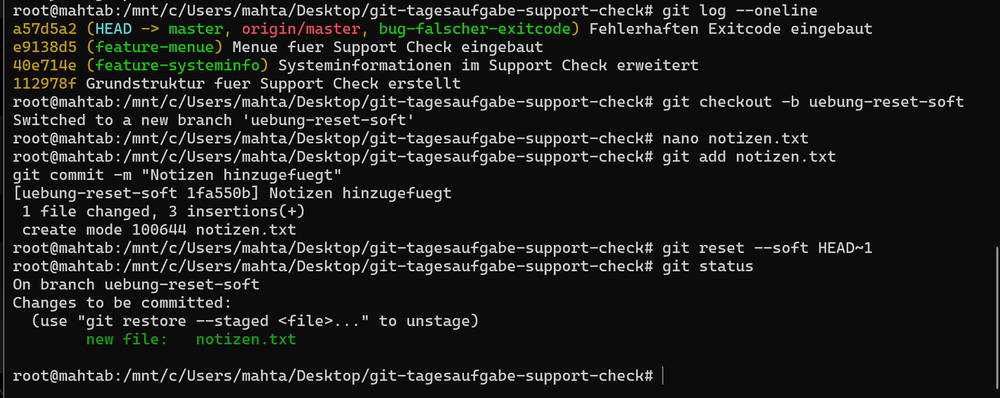 root@mahtab:/mnt/c/Users/mahta/Desktop/git-tagesaufgabe-support-check# git log --oneline
a57d5a2 (HEAD -> master, origin/master, bug-falscher-exitcode) Fehlerhaften Exitcode eingebaut
e9138d5 (feature-menue) Menue fuer Support Check eingebaut
40e714e (feature-systeminfo) Systeminformationen im Support Check erweitert
112978f Grundstruktur fuer Support Check erstellt
root@mahtab:/mnt/c/Users/mahta/Desktop/git-tagesaufgabe-support-check# git checkout -b uebung-reset-soft
Switched to a new branch 'uebung-reset-soft'
root@mahtab:/mnt/c/Users/mahta/Desktop/git-tagesaufgabe-support-check# nano notizen.txt
root@mahtab:/mnt/c/Users/mahta/Desktop/git-tagesaufgabe-support-check# git add notizen.txt
git commit -m "Notizen hinzugefuegt"
[uebung-reset-soft 1fa550b] Notizen hinzugefuegt
 1 file changed, 3 insertions(+)
 create mode 100644 notizen.txt
root@mahtab:/mnt/c/Users/mahta/Desktop/git-tagesaufgabe-support-check# git reset --soft HEAD~1
root@mahtab:/mnt/c/Users/mahta/Desktop/git-tagesaufgabe-support-check# git status
On branch uebung-reset-soft
Changes to be committed:
  (use "git restore --staged <file>..." to unstage)
        new file:   notizen.txt

root@mahtab:/mnt/c/Users/mahta/Desktop/git-tagesaufgabe-support-check#